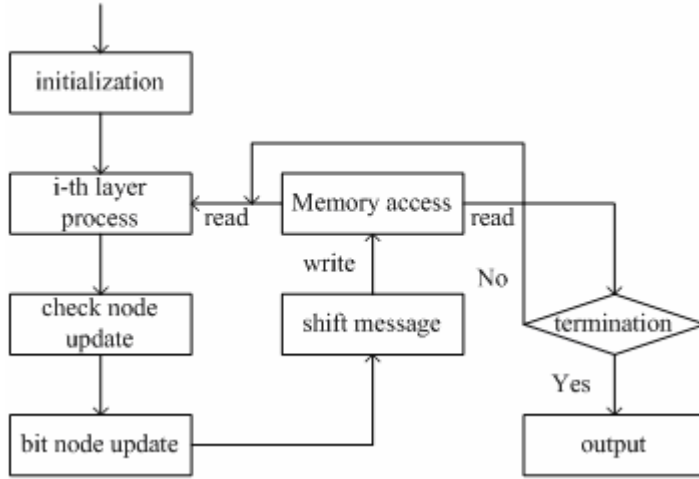 initialization
i-th layer
process
read
Memory access
read
write
No
check node
update
shift message
termination
Yes
bit node update
output